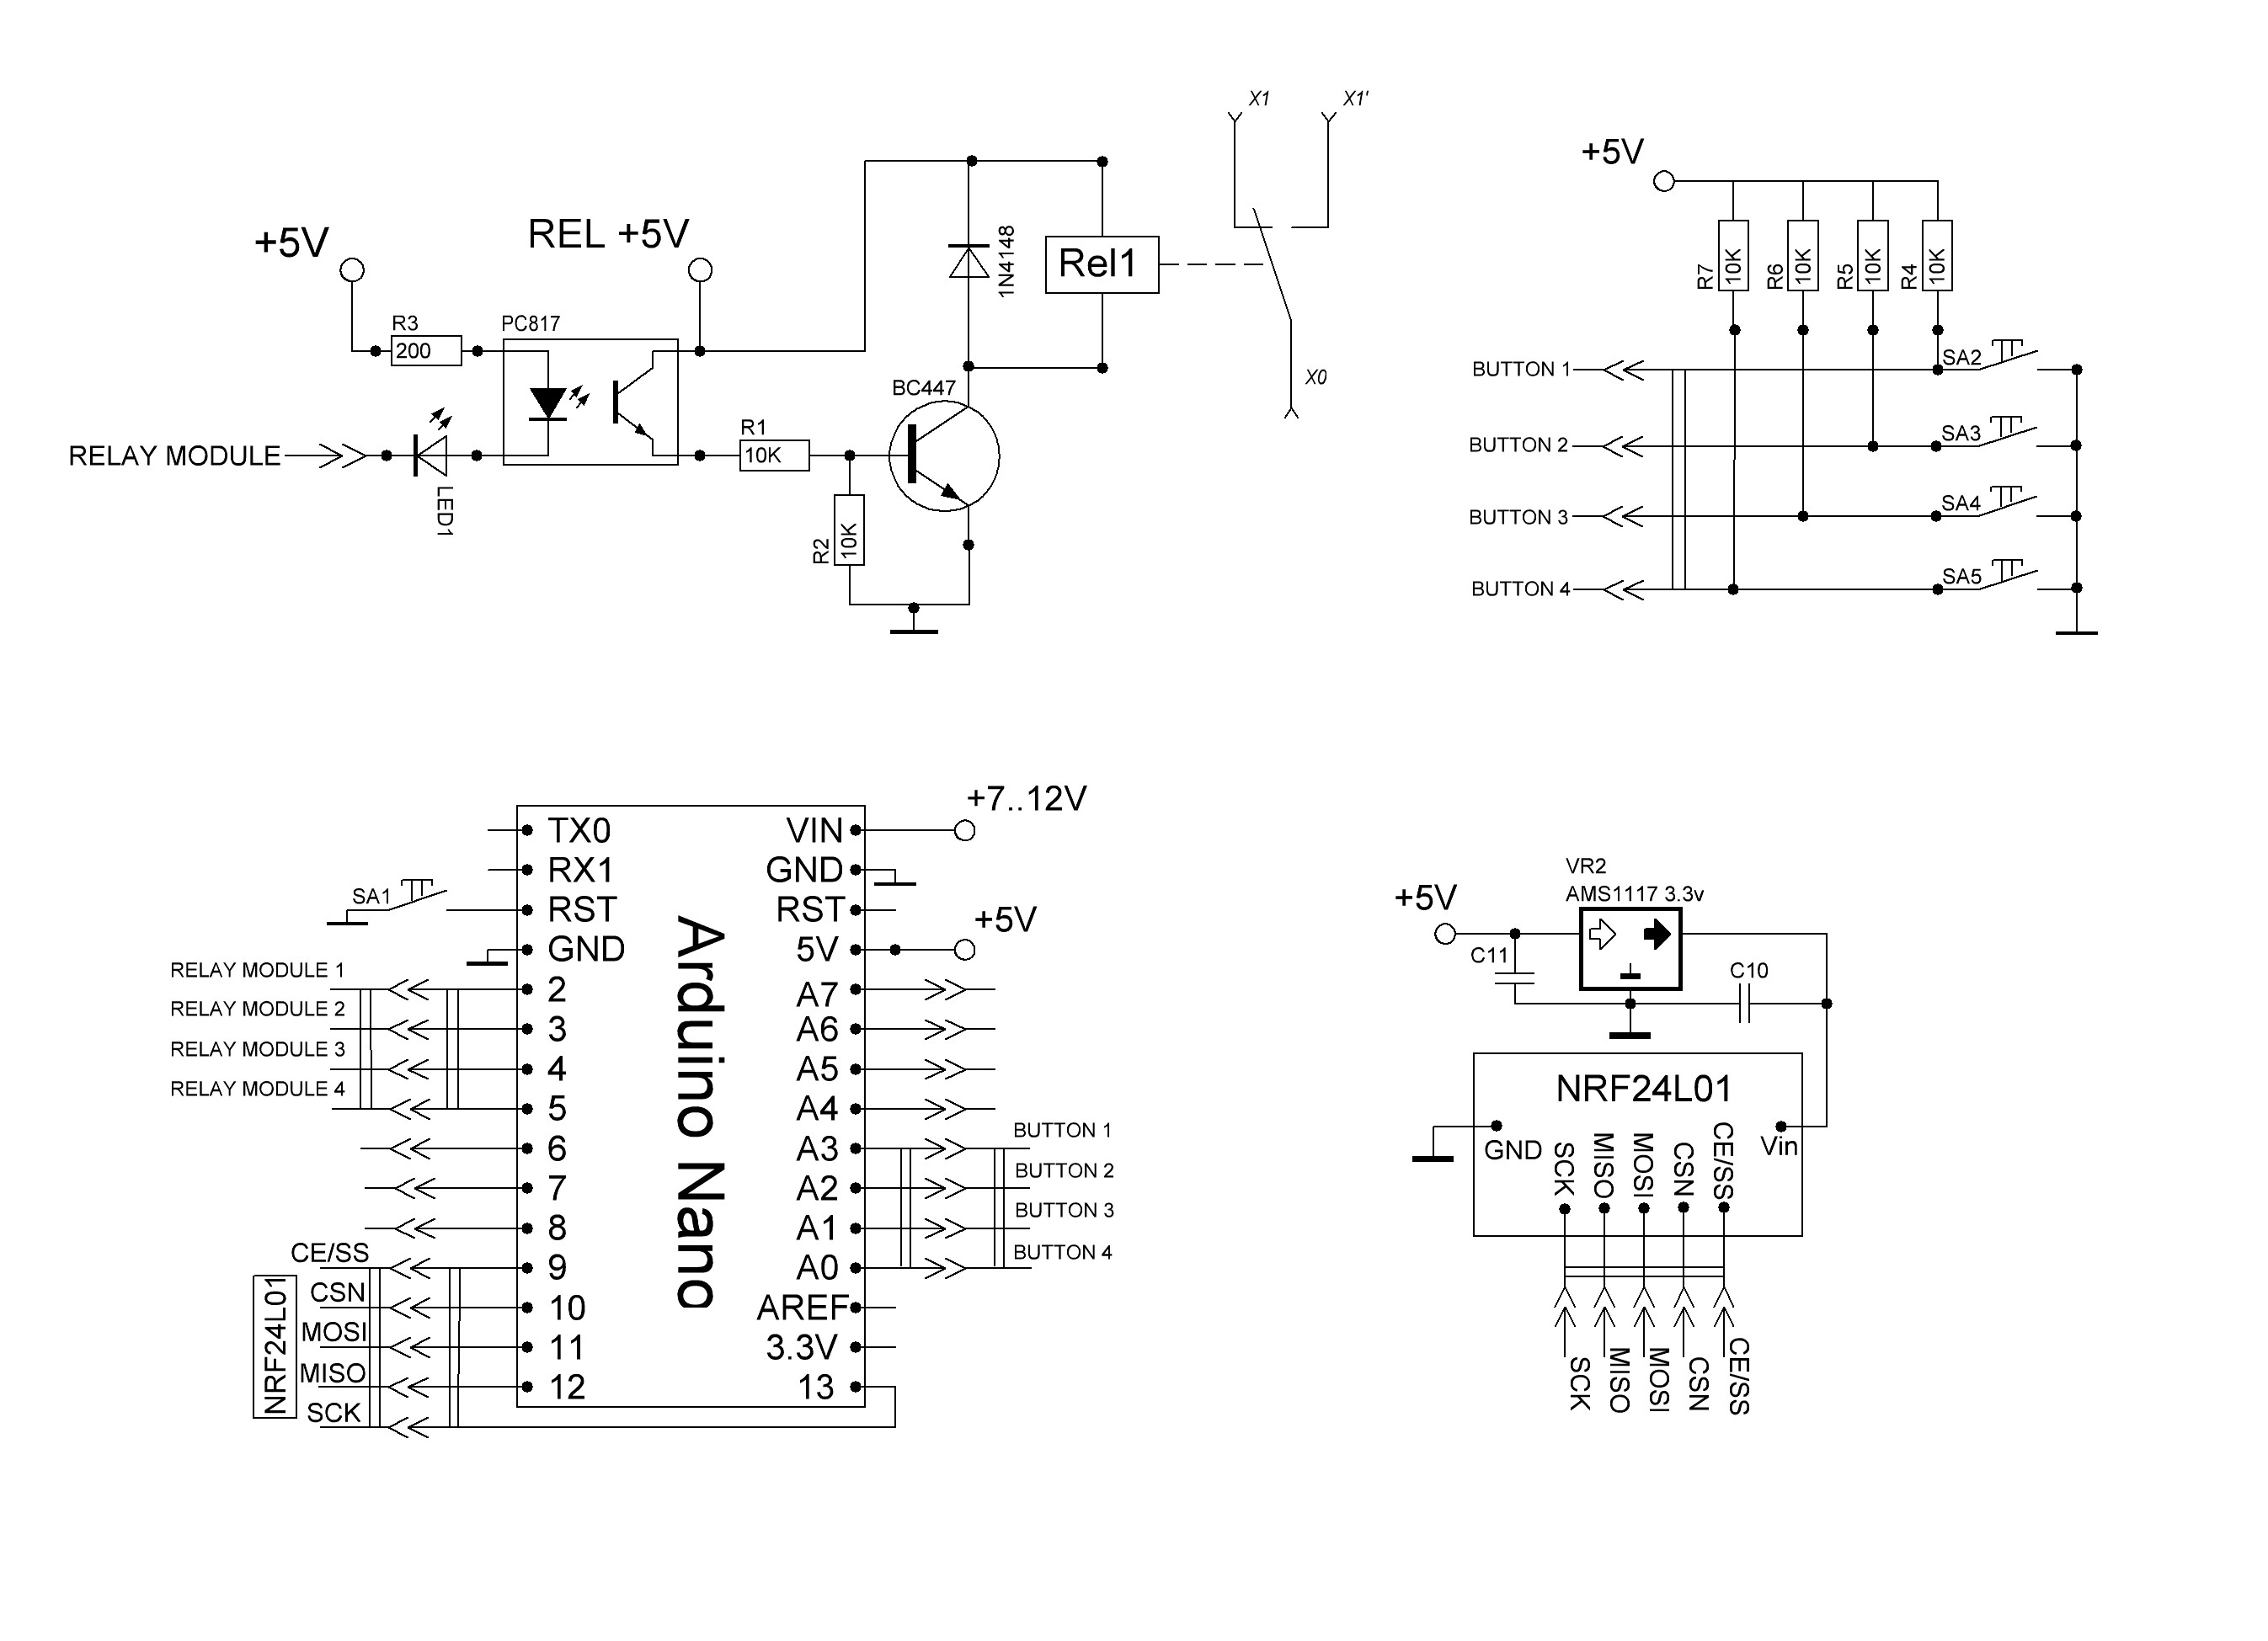 X1
X1'
+5V
REL +5V
+5V
1N4148
Rel1
R7
10K
R6
10K
R5
10K
R4
10K
R3
200
PC817
BC447
X0
R1
10K
RELAY MODULE
LED1
R2
10K
BUTTON 1
SA2
BUTTON 2
SA3
BUTTON 3
SA4
BUTTON 4
SA5
Arduino Nano
TX0
RX1
RST
GND
2
3
4
5
6
7
8
9
10
11
12
VIN
GND
RST
5V
A7
A6
A5
A4
A3
A2
A1
A0
AREF
3.3V
13
SA1
RELAY MODULE 1
RELAY MODULE 2
RELAY MODULE 3
RELAY MODULE 4
NRF24L01
CE/SS
CSN
MOSI
MISO
SCK
+7..12V
+5V
BUTTON 1
BUTTON 2
BUTTON 3
BUTTON 4
VR2
AMS1117 3.3v
+5V
C11
C10
NRF24L01
GND
SCK
MISO
MOSI
CSN
CE/SS
Vin
SCK
MISO
MOSI
CSN
CE/SS